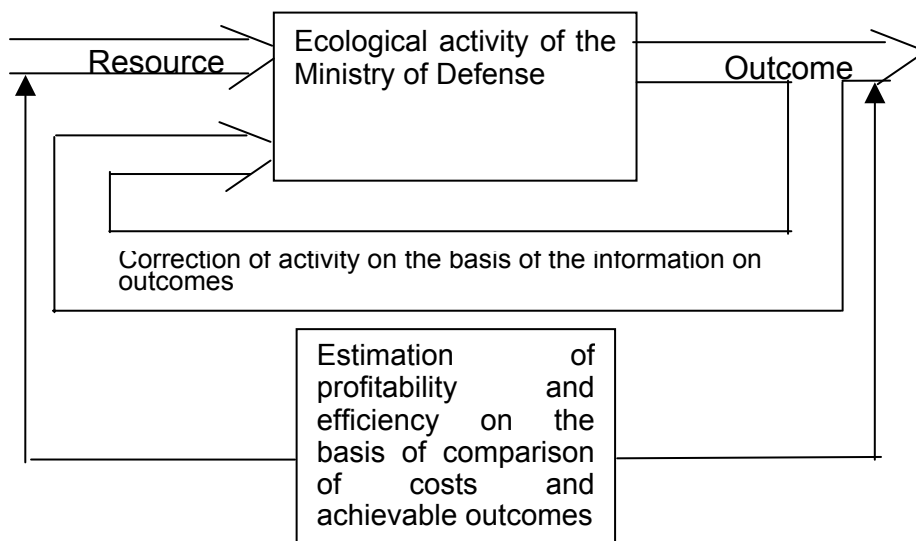 Resource
Ecological activity of the
Ministry of Defense
Outcome
Correction of activity on the basis of the information on
outcomes
Estimation of
profitability and
efficiency on the
basis of comparison
of costs and
achievable outcomes